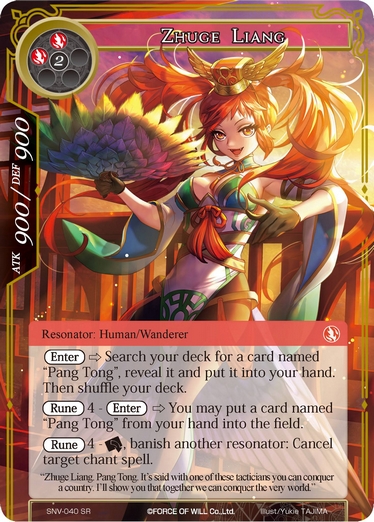 Zhuge Liang
2
ATK 900 / DEF 900
Resonator: Human/Wanderer
Enter ⇨ Search your deck for a card named
"Pang Tong", reveal it and put it into your hand.
Then shuffle your deck.
Rune 4 - Enter ⇨ You may put a card named
"Pang Tong" from your hand into the field.
Rune 4 - , banish another resonator: Cancel
target chant spell.
"Zhuge Liang. Pang Tong. It's said with one of these tacticians you can conquer
a country. I'll show you that together we can conquer the very world."
SNV-040 SR ©FORCE OF WILL Co.,Ltd. Illust/Yukie TAJIMA